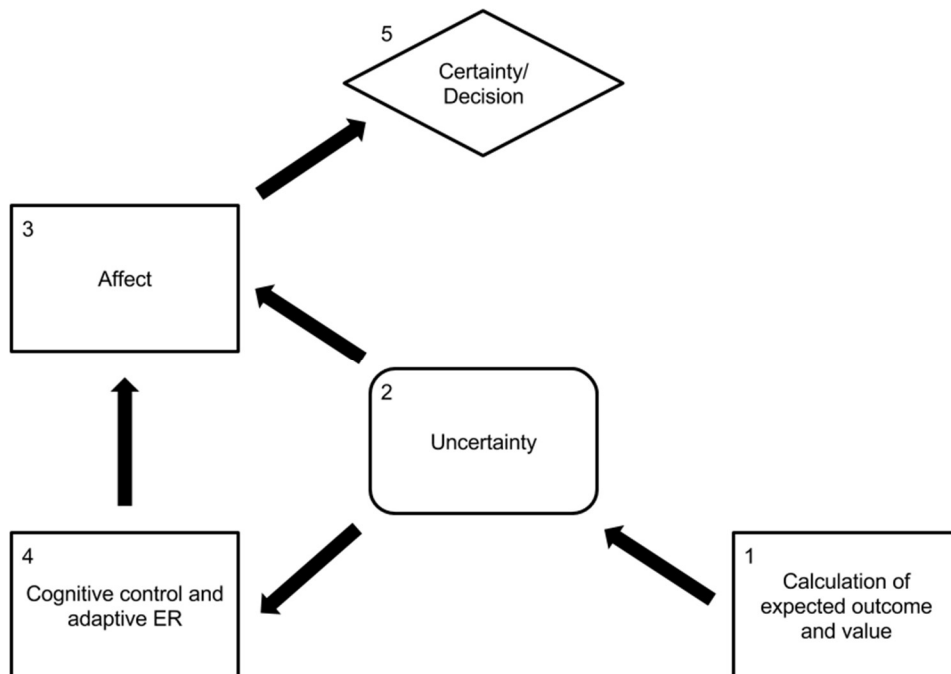 5
Certainty/
Decision
3
Affect
2
Uncertainty
4
Cognitive control and
adaptive ER
1
Calculation of
expected outcome
and value